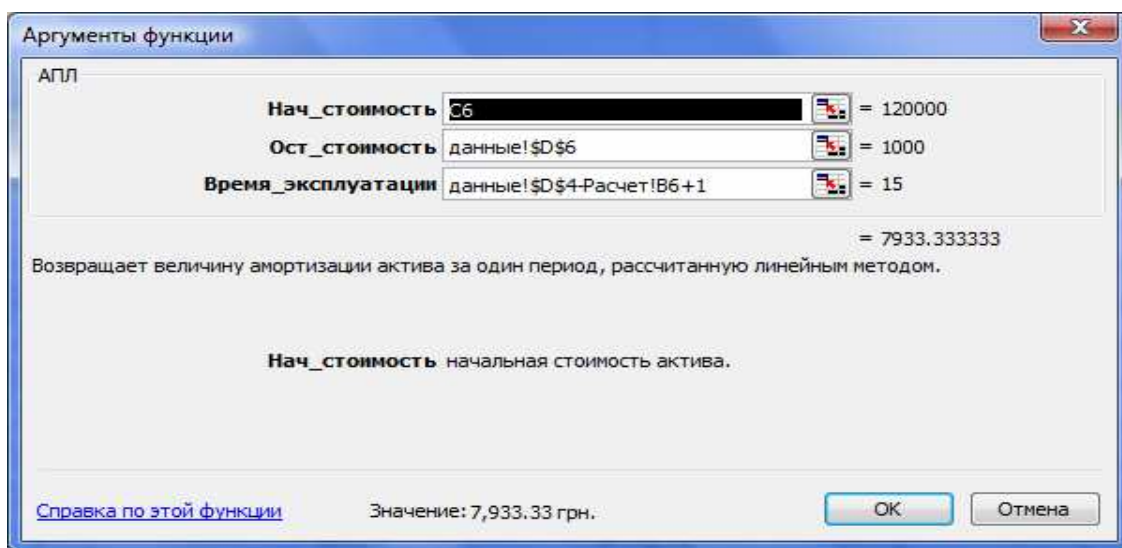 Аргументы функции
АПЛ
Нач_стоимость C6 = 120000
Ост_стоимость данные!$D$6 = 1000
Время_эксплуатации данные!$D$4-Расчет!B6+1 = 15
= 7933.333333
Возвращает величину амортизации актива за один период, рассчитанную линейным методом.
Нач_стоимость начальная стоимость актива.
Справка по этой функции Значение: 7,933.33 грн. ОК Отмена